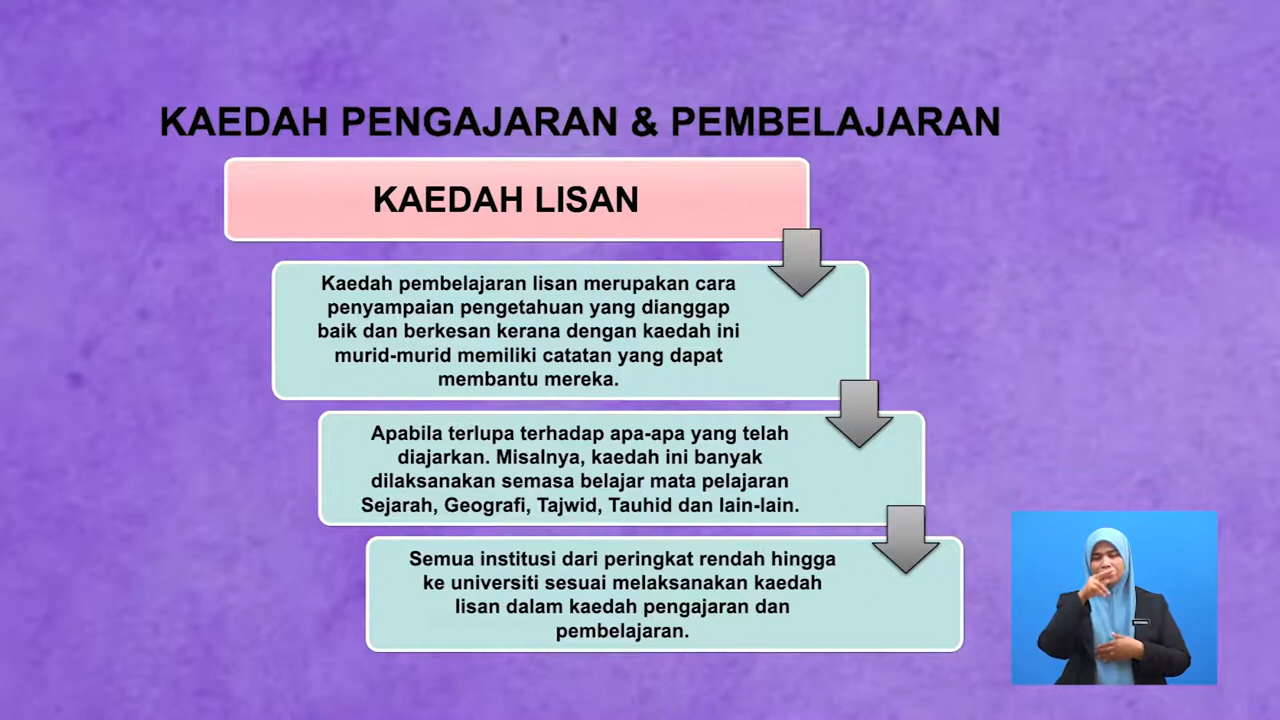 KAEDAH PENGAJARAN & PEMBELAJARAN
KAEDAH LISAN
Kaedah pembelajaran lisan merupakan cara
penyampaian pengetahuan yang dianggap
baik dan berkesan kerana dengan kaedah ini
murid-murid memiliki catatan yang dapat
membantu mereka.
Apabila terlupa terhadap apa-apa yang telah
diajarkan. Misalnya, kaedah ini banyak
dilaksanakan semasa belajar mata pelajaran
Sejarah, Geografi, Tajwid, Tauhid dan lain-lain.
Semua institusi dari peringkat rendah hingga
ke universiti sesuai melaksanakan kaedah
lisan dalam kaedah pengajaran dan
pembelajaran.